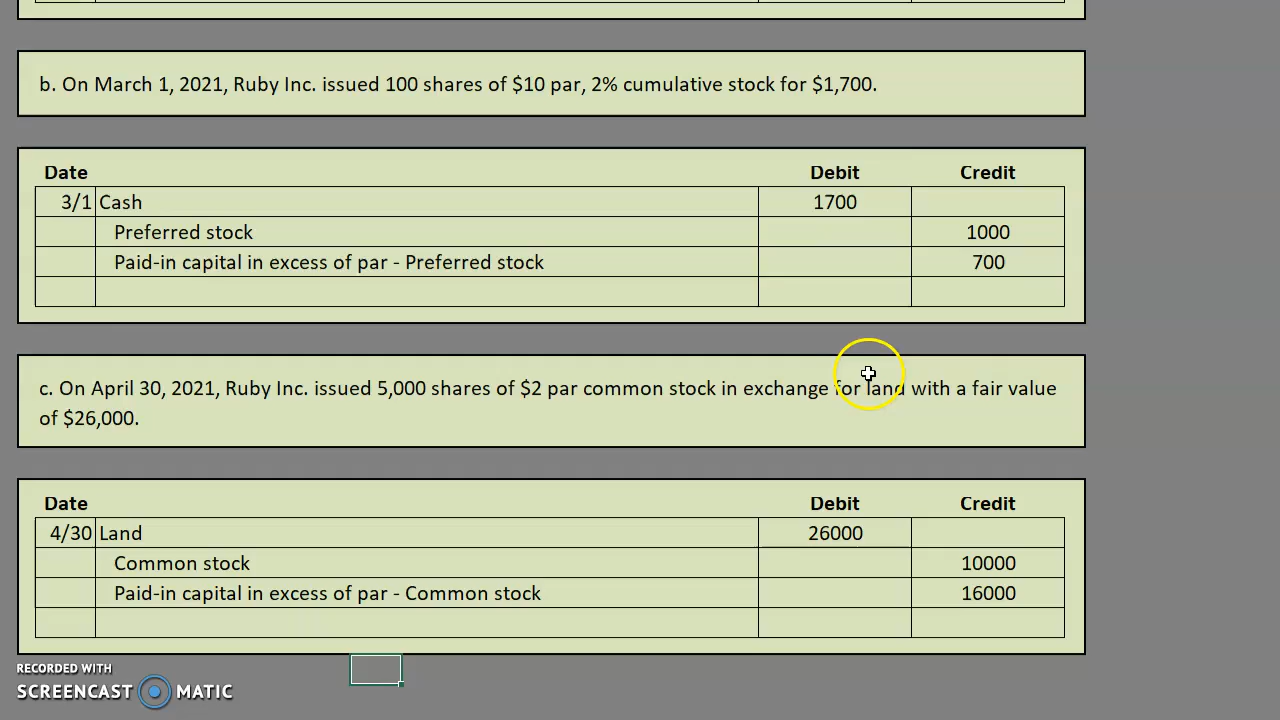 b. On March 1, 2021, Ruby Inc. issued 100 shares of $10 par, 2% cumulative stock for $1,700.
Date Debit Credit
3/1 Cash 1700
Preferred stock 1000
Paid-in capital in excess of par - Preferred stock 700
c. On April 30, 2021, Ruby Inc. issued 5,000 shares of $2 par common stock in exchange for land with a fair value
of $26,000.
Date Debit Credit
4/30 Land 26000
Common stock 10000
Paid-in capital in excess of par - Common stock 16000
RECORDED WITH
SCREENCAST MATIC